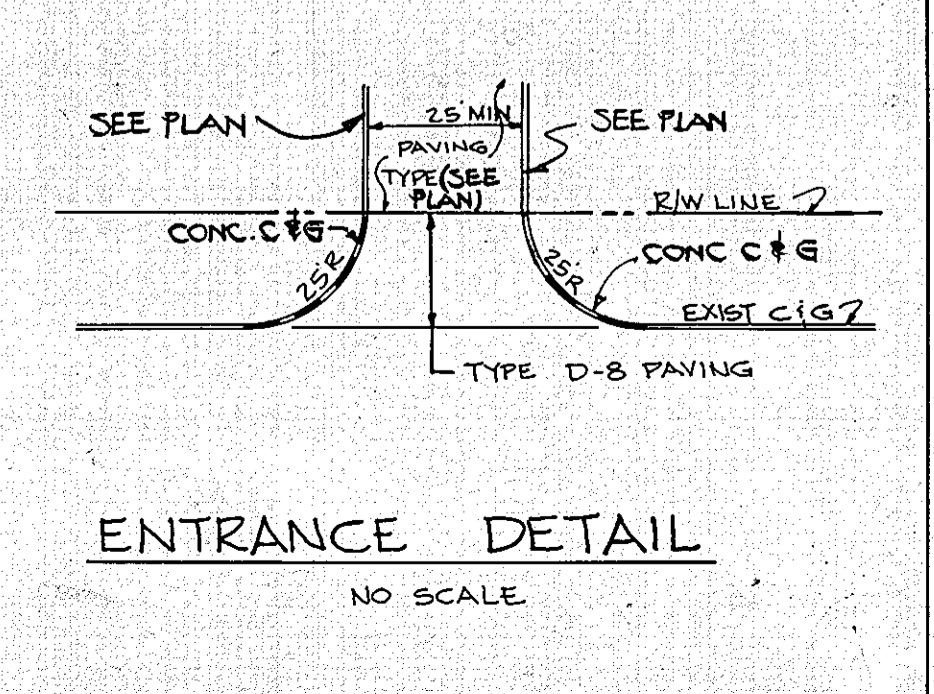 SEE PLAN
25' MIN
SEE PLAN
PAVING
TYPE (SEE
PLAN)
R/W LINE
CONC. C & G
25'R
25'R
CONC C & G
EXIST C & G
TYPE D-8 PAVING
ENTRANCE DETAIL
NO SCALE